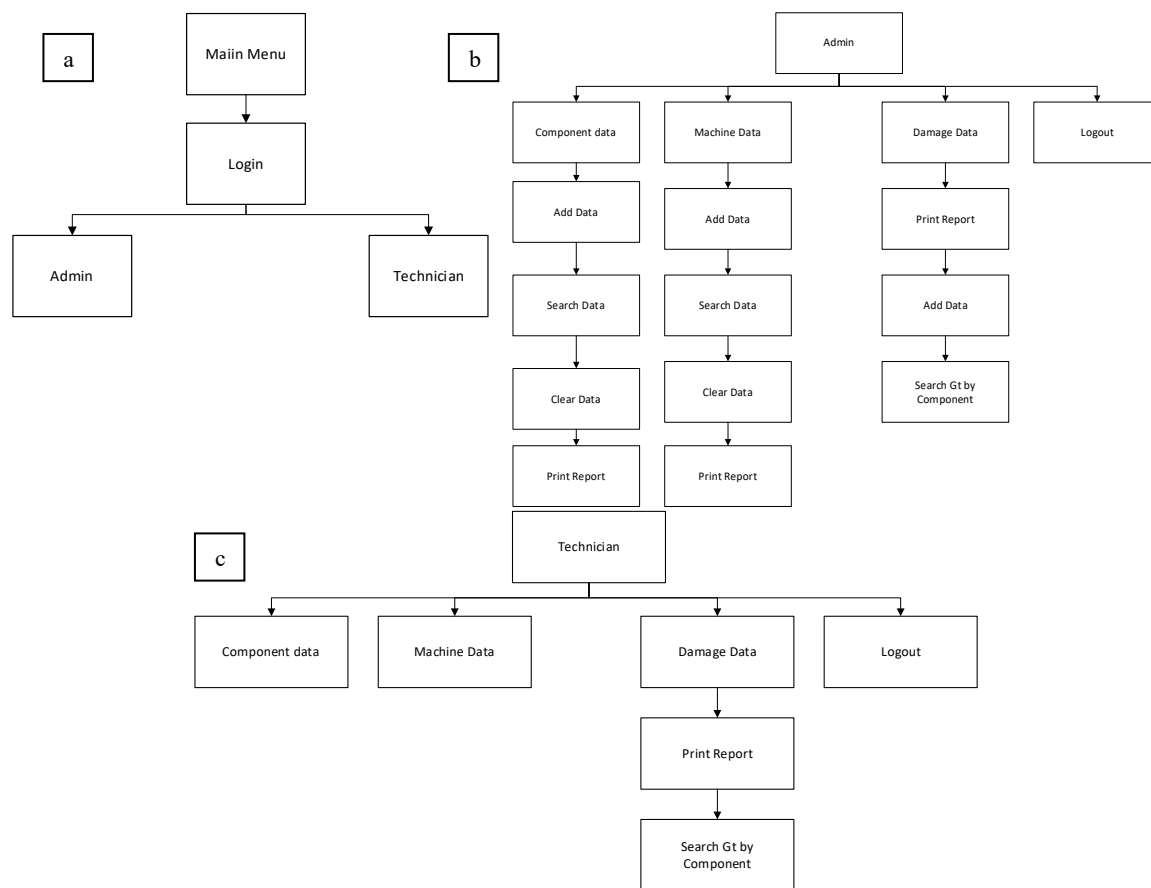 a
Maiin Menu
Login
Admin
Technician
b
Admin
Component data
Machine Data
Damage Data
Logout
Add Data
Add Data
Print Report
Search Data
Search Data
Add Data
Clear Data
Clear Data
Search Gt by
Component
Print Report
Print Report
c
Technician
Component data
Machine Data
Damage Data
Logout
Print Report
Search Gt by
Component